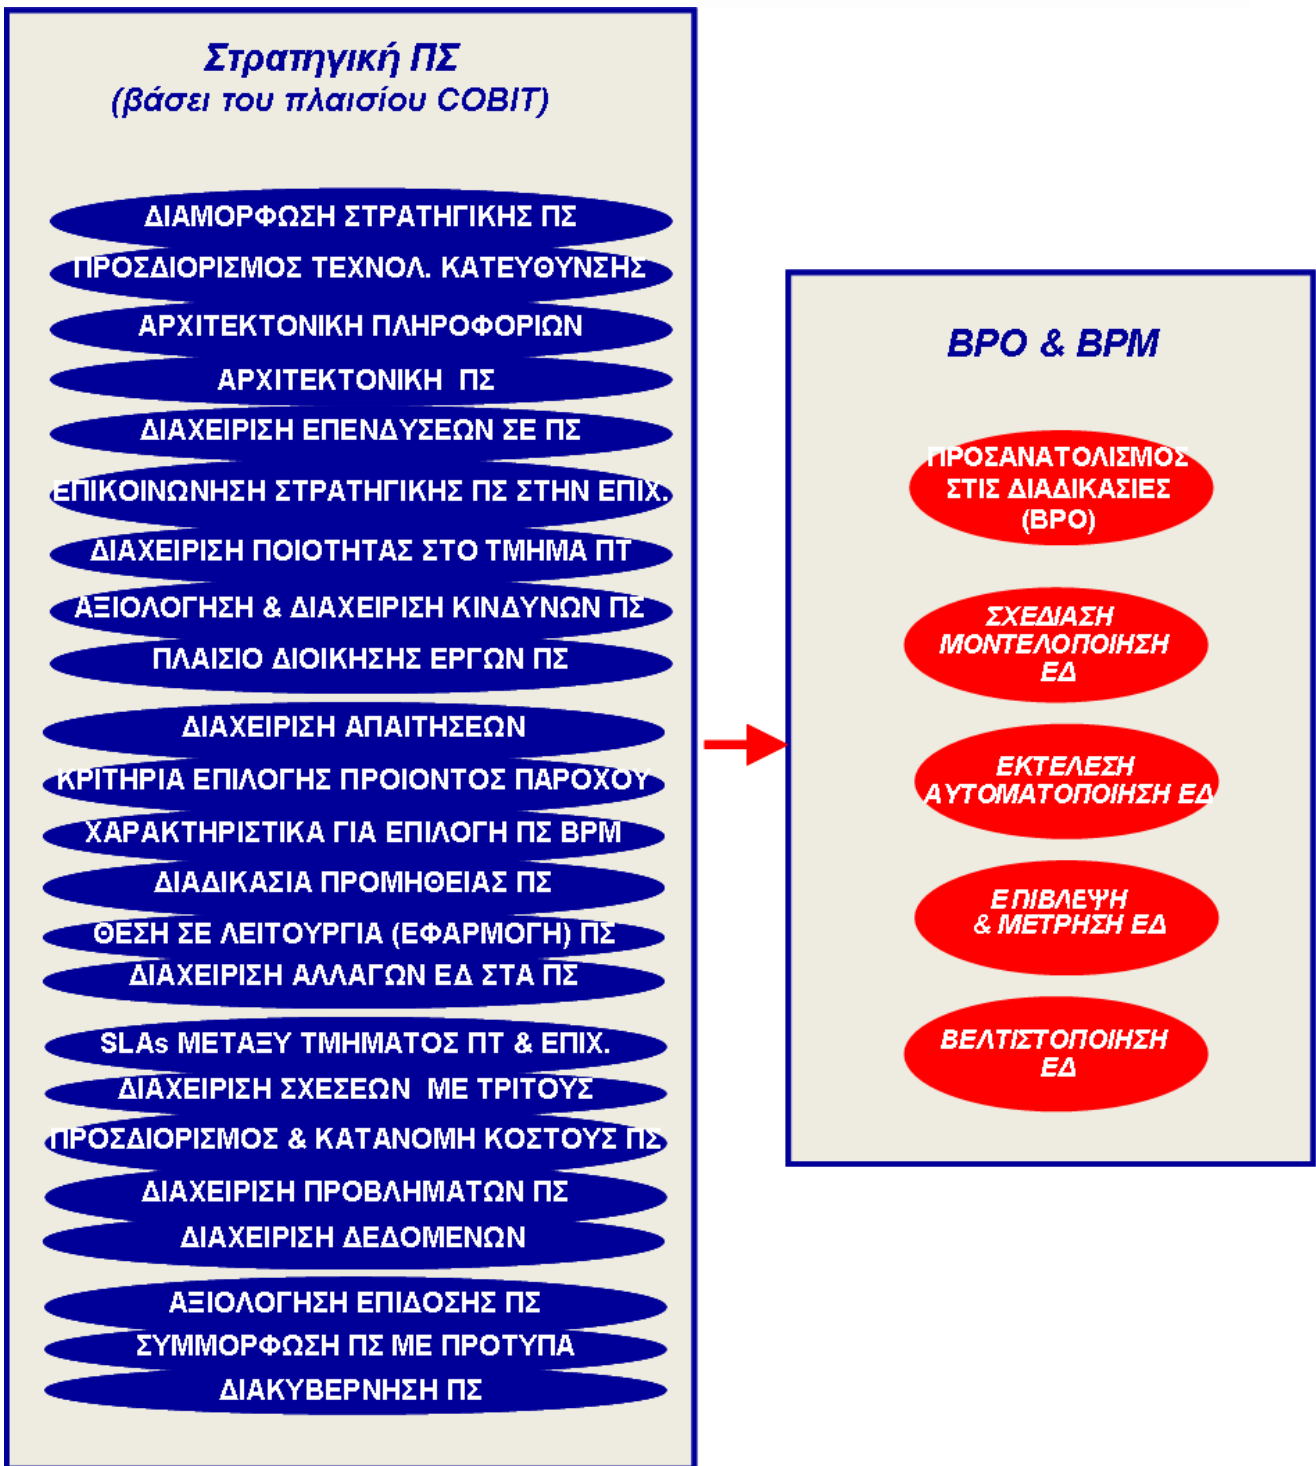 Στρατηγική ΠΣ
(βάσει του πλαισίου COBIT)
ΔΙΑΜΟΡΦΩΣΗ ΣΤΡΑΤΗΓΙΚΗΣ ΠΣ
ΠΡΟΣΔΙΟΡΙΣΜΟΣ ΤΕΧΝΟΛ. ΚΑΤΕΥΘΥΝΣΗΣ
ΑΡΧΙΤΕΚΤΟΝΙΚΗ ΠΛΗΡΟΦΟΡΙΩΝ
ΑΡΧΙΤΕΚΤΟΝΙΚΗ ΠΣ
ΔΙΑΧΕΙΡΙΣΗ ΕΠΕΝΔΥΣΕΩΝ ΣΕ ΠΣ
ΕΠΙΚΟΙΝΩΝΗΣΗ ΣΤΡΑΤΗΓΙΚΗΣ ΠΣ ΣΤΗΝ ΕΠΙΧ.
ΔΙΑΧΕΙΡΙΣΗ ΠΟΙΟΤΗΤΑΣ ΣΤΟ ΤΜΗΜΑ ΠΤ
ΑΞΙΟΛΟΓΗΣΗ & ΔΙΑΧΕΙΡΙΣΗ ΚΙΝΔΥΝΩΝ ΠΣ
ΠΛΑΙΣΙΟ ΔΙΟΙΚΗΣΗΣ ΕΡΓΩΝ ΠΣ
ΔΙΑΧΕΙΡΙΣΗ ΑΠΑΙΤΗΣΕΩΝ
ΚΡΙΤΗΡΙΑ ΕΠΙΛΟΓΗΣ ΠΡΟΙΟΝΤΟΣ ΠΑΡΟΧΟΥ
ΧΑΡΑΚΤΗΡΙΣΤΙΚΑ ΓΙΑ ΕΠΙΛΟΓΗ ΠΣ BPM
ΔΙΑΔΙΚΑΣΙΑ ΠΡΟΜΗΘΕΙΑΣ ΠΣ
ΘΕΣΗ ΣΕ ΛΕΙΤΟΥΡΓΙΑ (ΕΦΑΡΜΟΓΗ) ΠΣ
ΔΙΑΧΕΙΡΙΣΗ ΑΛΛΑΓΩΝ ΕΔ ΣΤΑ ΠΣ
SLAs ΜΕΤΑΞΥ ΤΜΗΜΑΤΟΣ ΠΤ & ΕΠΙΧ.
ΔΙΑΧΕΙΡΙΣΗ ΣΧΕΣΕΩΝ ΜΕ ΤΡΙΤΟΥΣ
ΠΡΟΣΔΙΟΡΙΣΜΟΣ & ΚΑΤΑΝΟΜΗ ΚΟΣΤΟΥΣ ΠΣ
ΔΙΑΧΕΙΡΙΣΗ ΠΡΟΒΛΗΜΑΤΩΝ ΠΣ
ΔΙΑΧΕΙΡΙΣΗ ΔΕΔΟΜΕΝΩΝ
ΑΞΙΟΛΟΓΗΣΗ ΕΠΙΔΟΣΗΣ ΠΣ
ΣΥΜΜΟΡΦΩΣΗ ΠΣ ΜΕ ΠΡΟΤΥΠΑ
ΔΙΑΚΥΒΕΡΝΗΣΗ ΠΣ
BPO & BPM
ΠΡΟΣΑΝΑΤΟΛΙΣΜΟΣ
ΣΤΙΣ ΔΙΑΔΙΚΑΣΙΕΣ
(BPO)
ΣΧΕΔΙΑΣΗ
ΜΟΝΤΕΛΟΠΟΙΗΣΗ
ΕΔ
ΕΚΤΕΛΕΣΗ
ΑΥΤΟΜΑΤΟΠΟΙΗΣΗ ΕΔ
ΕΠΙΒΛΕΨΗ
& ΜΕΤΡΗΣΗ ΕΔ
ΒΕΛΤΙΣΤΟΠΟΙΗΣΗ
ΕΔ